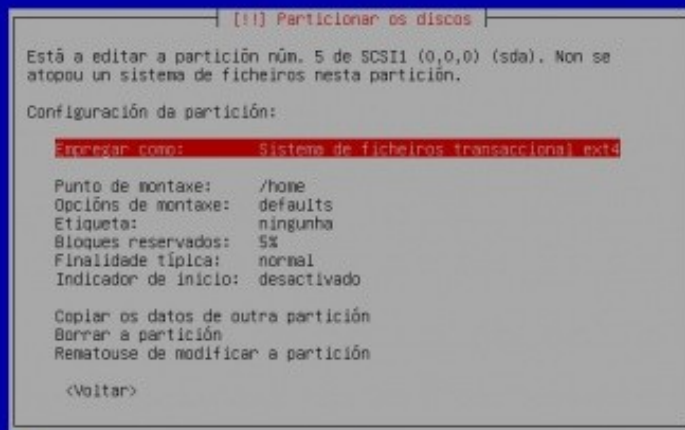 [!!] Particionar os discos
Está a editar a partición núm. 5 de SCSI1 (0,0,0) (sda). Non se
atopou un sistema de ficheiros nesta partición.
Configuración da partición:
Empregar como: Sistema de ficheiros transaccional ext4
Punto de montaxe: /home
Opcións de montaxe: defaults
Etiqueta: ningunha
Bloques reservados: 5%
Finalidade típica: normal
Indicador de inicio: desactivado
Copiar os datos de outra partición
Borrar a partición
Rematouse de modificar a partición
<Voltar>